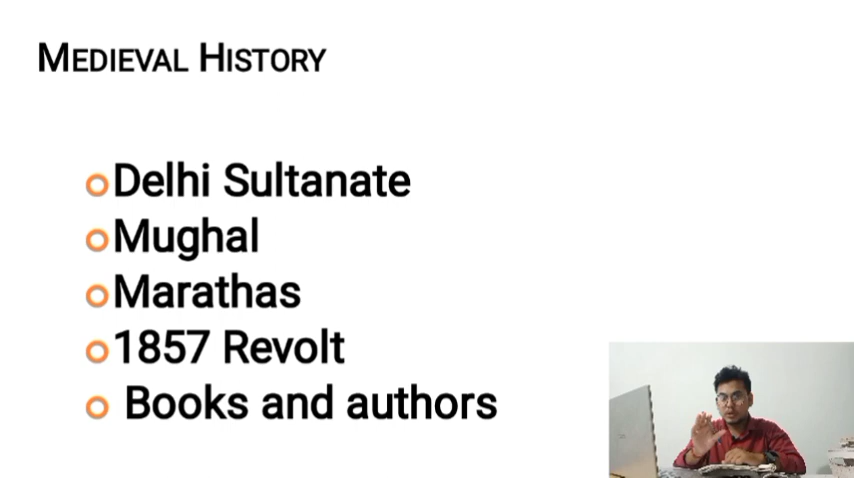 Medieval History
Delhi Sultanate
Mughal
Marathas
1857 Revolt
Books and authors